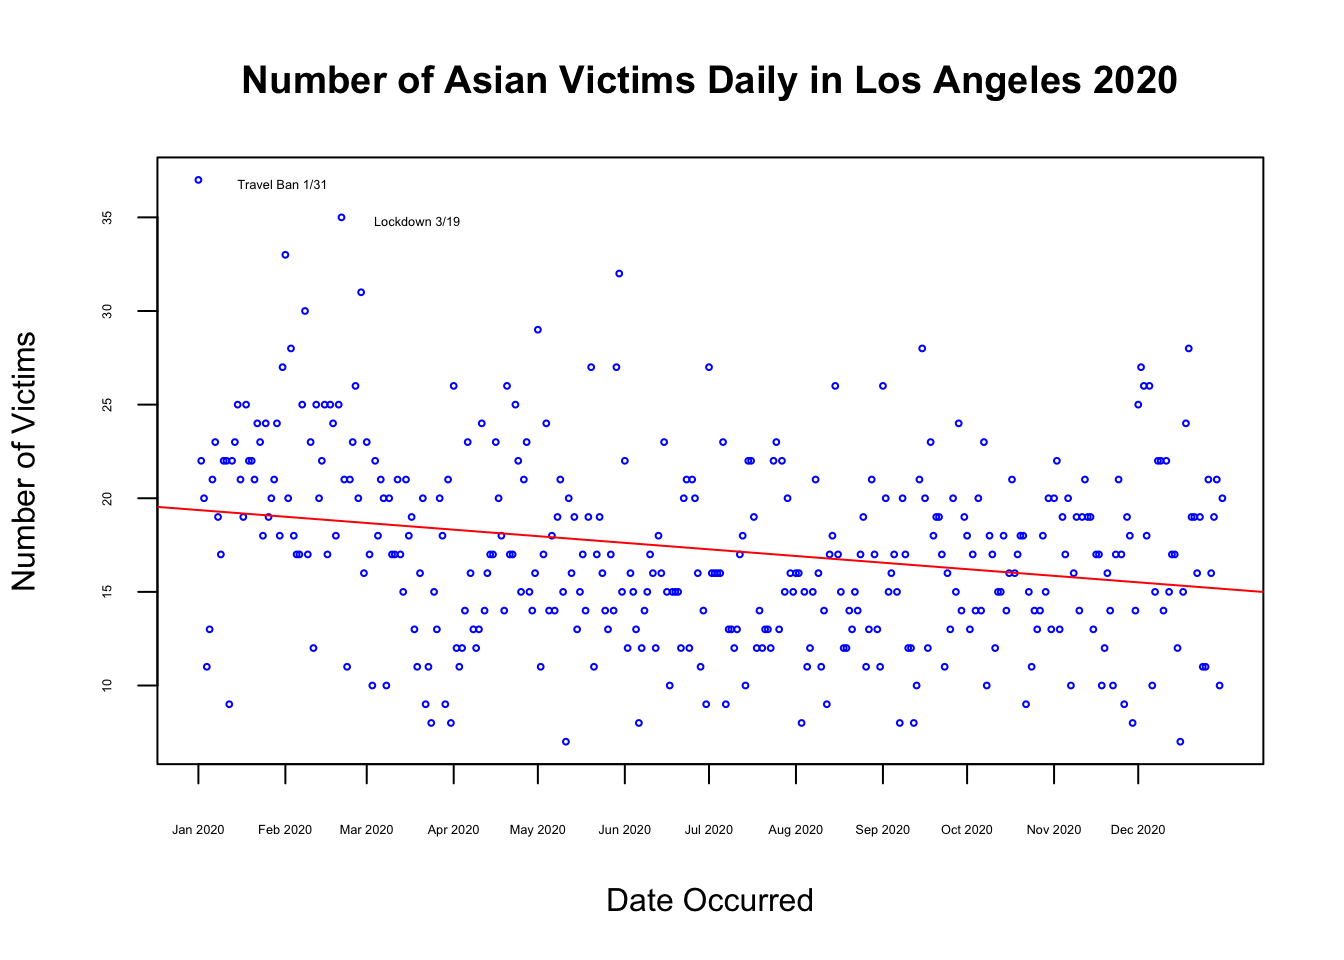 Number of Asian Victims Daily in Los Angeles 2020
Travel Ban 1/31
Lockdown 3/19
Number of Victims
35
30
25
20
15
10
Jan 2020 Feb 2020 Mar 2020 Apr 2020 May 2020 Jun 2020 Jul 2020 Aug 2020 Sep 2020 Oct 2020 Nov 2020 Dec 2020
Date Occurred